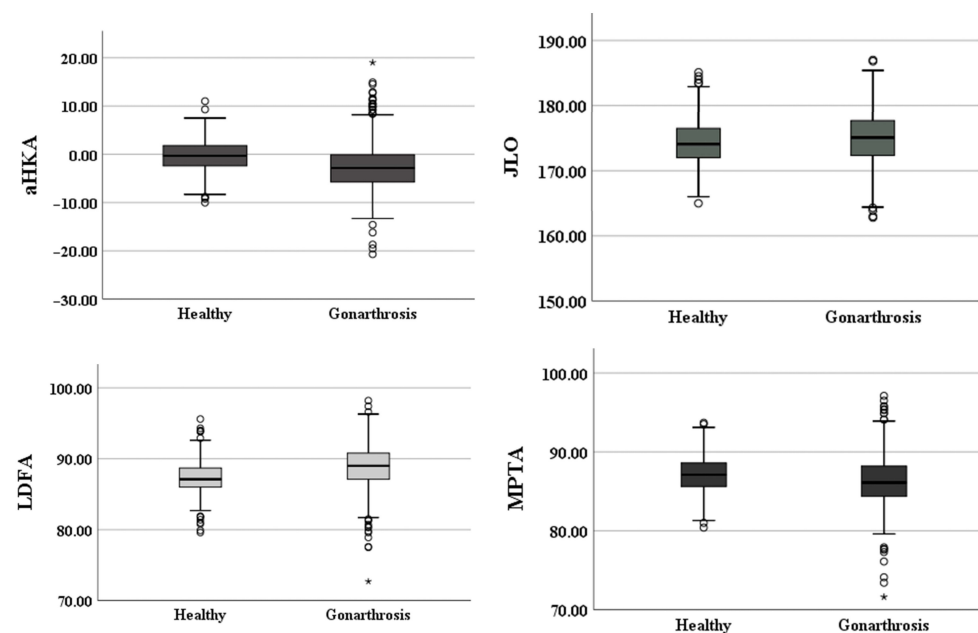 aHKA
20.00
10.00
0.00
−10.00
−20.00
−30.00
*
Healthy
Gonarthrosis
JLO
190.00
180.00
170.00
160.00
150.00
Healthy
Gonarthrosis
LDFA
100.00
90.00
80.00
70.00
*
Healthy
Gonarthrosis
MPTA
100.00
90.00
80.00
70.00
*
Healthy
Gonarthrosis